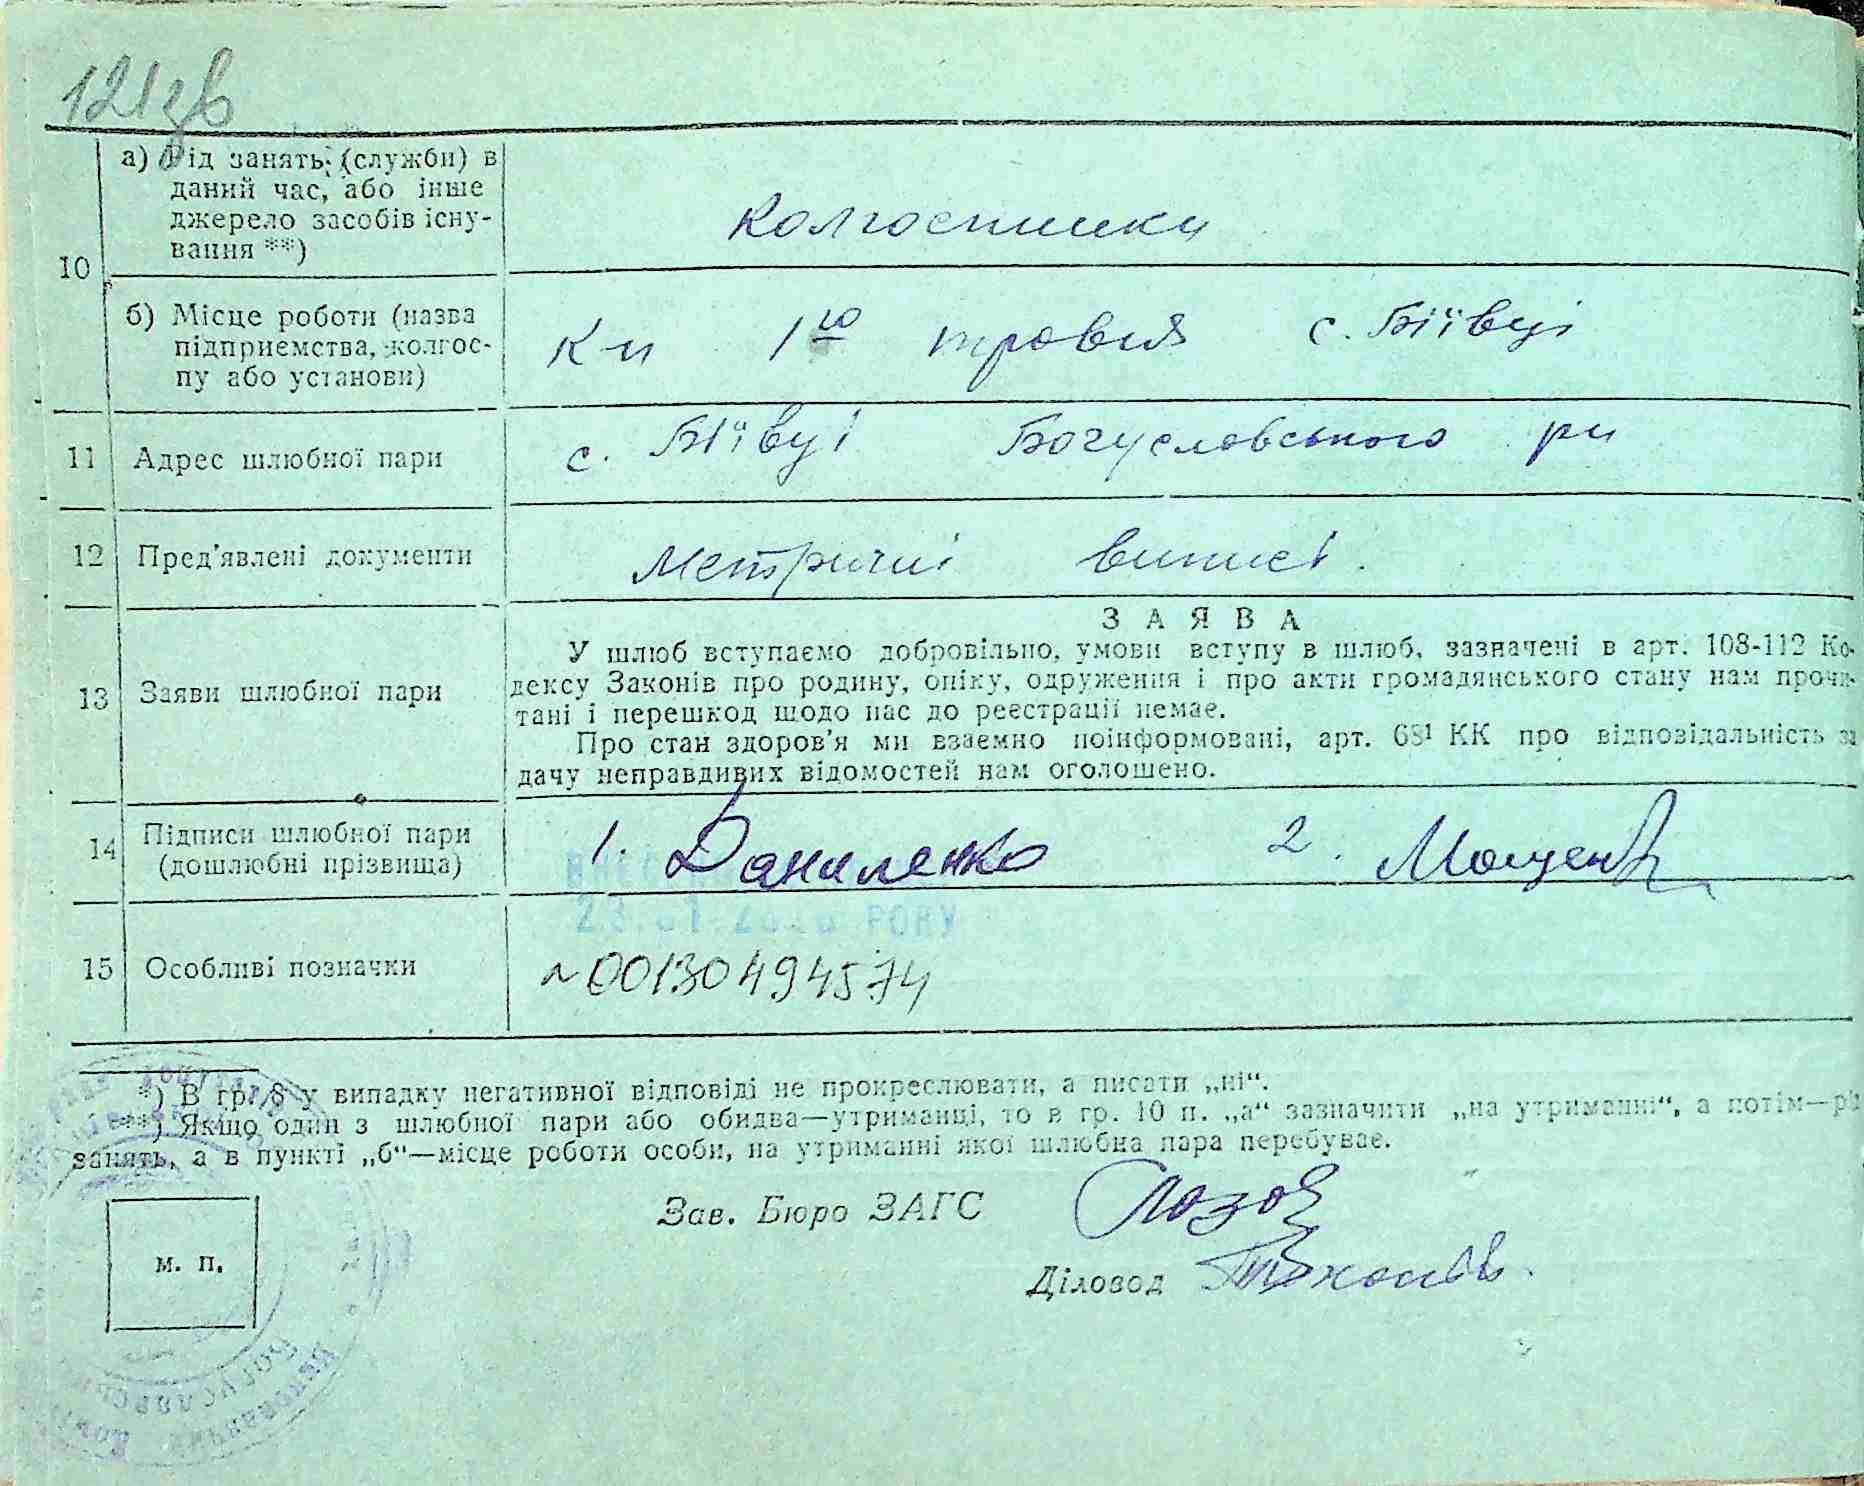 121зв
10
а) Рід занять (служби) в
даний час, або інше
джерело засобів існу-
вання **)
колгоспники
б) Місце роботи (назва
підприємства, колгос-
пу або установи)
К-п 1го травня с. Біївці
11 Адрес шлюбної пари
с. Біївці Богуславського р-н
12 Пред'явлені документи
Метричні виписі.
ЗАЯВА
13 Заяви шлюбної пари
У шлюб вступаємо добровільно, умови вступу в шлюб, зазначені в арт. 108-112 Ко-
дексу Законів про родину, опіку, одруження і про акти громадянського стану нам прочи-
тані і перешкод щодо нас до реєстрації немає.
Про стан здоров'я ми взаємно поінформовані, арт. 68¹ КК про відповідальність за
дачу неправдивих відомостей нам оголошено.
14 Підписи шлюбної пари
(дошлюбні прізвища)
1. Даниленко 2. Мощен
РОКУ
15 Особливі позначки
№00130494574
*) В гр. 8 у випадку негативної відповіді не прокреслювати, а писати „ні“.
**) Якщо один з шлюбної пари або обидва—утриманці, то в гр. 10 п. „а“ зазначити „на утриманні“, а потім—рід
занять, а в пункті „б“—місце роботи особи, на утриманні якої шлюбна пара перебуває.
Зав. Бюро ЗАГС
Діловод
м. п.